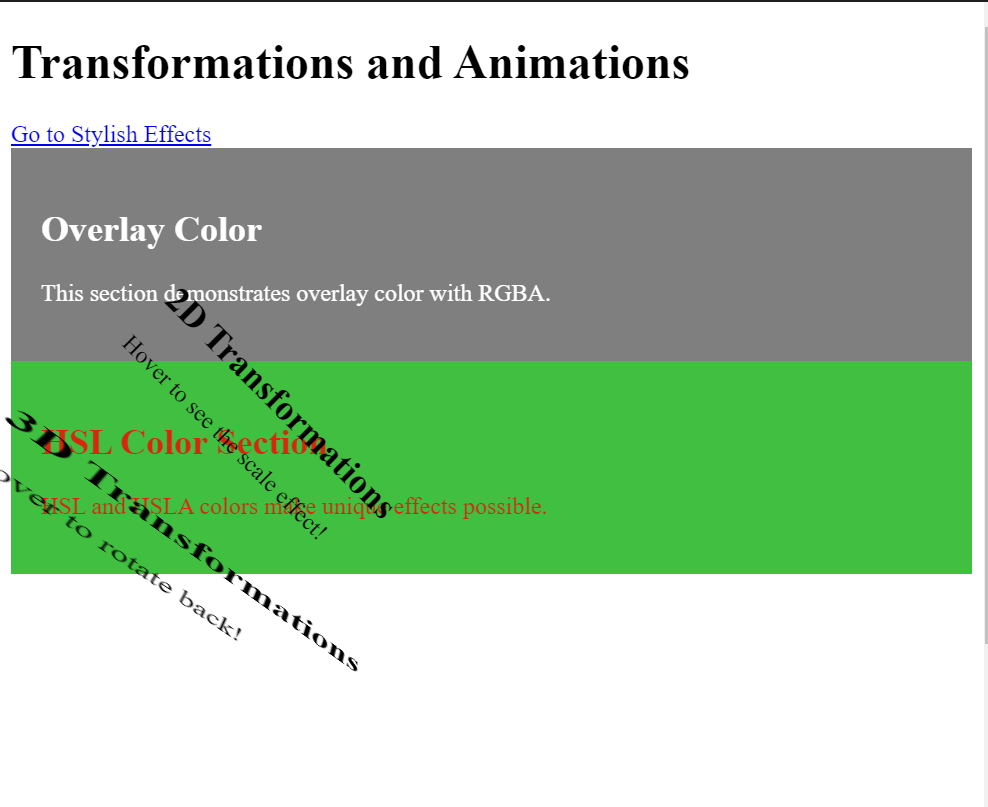 Transformations and Animations
Go to Stylish Effects
Overlay Color
This section demonstrates overlay color with RGBA.
2D Transformations
Hover to see the scale effect!
HSL Color Section
HSL and HSLA colors make unique effects possible.
3D Transformations
over to rotate back!